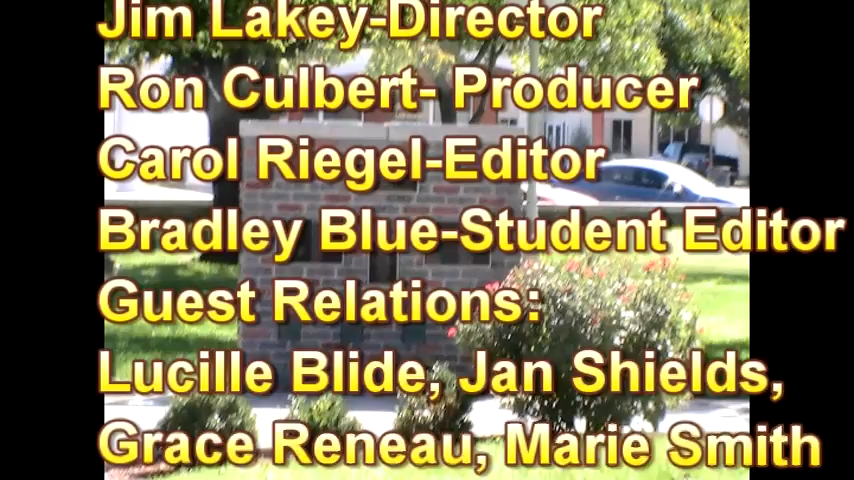 Jim Lakey-Director
Ron Culbert- Producer
Carol Riegel-Editor
Bradley Blue-Student Editor
Guest Relations:
Lucille Blide, Jan Shields,
Grace Reneau, Marie Smith